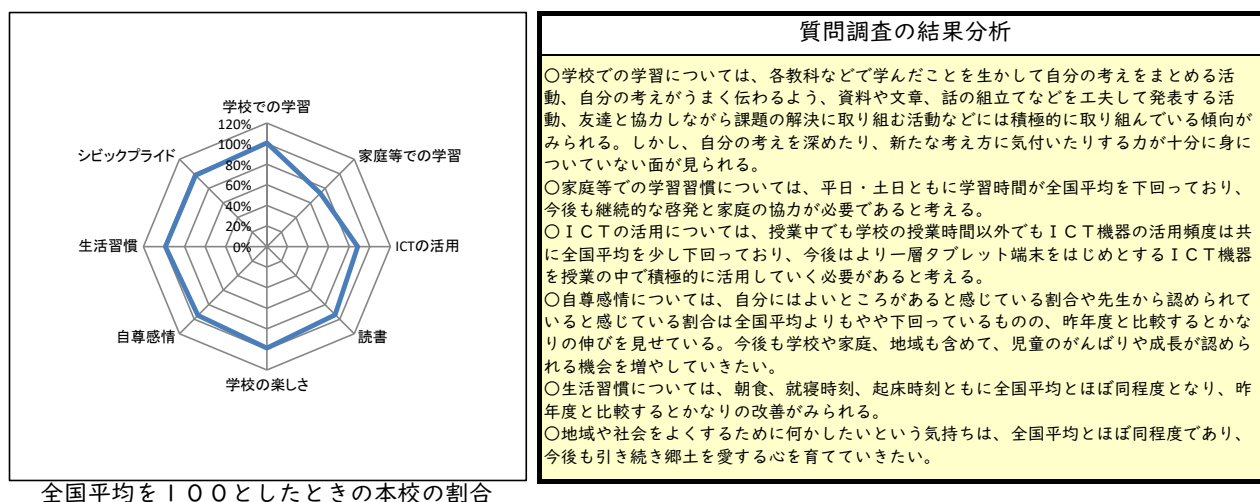 学校での学習
120%
100%
80%
60%
40%
20%
0%
家庭等での学習
ICTの活用
読書
学校の楽しさ
自尊感情
生活習慣
シビックプライド
全国平均を１００としたときの本校の割合
質問調査の結果分析
〇学校での学習については、各教科などで学んだことを生かして自分の考えをまとめる活
動、自分の考えがうまく伝わるよう、資料や文章、話の組立てなどを工夫して発表する活
動、友達と協力しながら課題の解決に取り組む活動などには積極的に取り組んでいる傾向が
みられる。しかし、自分の考えを深めたり、新たな考え方に気付いたりする力が十分に身に
ついていない面が見られる。
〇家庭等での学習習慣については、平日・土日ともに学習時間が全国平均を下回っており、
今後も継続的な啓発と家庭の協力が必要であると考える。
〇ＩＣＴの活用については、授業中でも学校の授業時間以外でもＩＣＴ機器の活用頻度は共
に全国平均を少し下回っており、今後はより一層タブレット端末をはじめとするＩＣＴ機器
を授業の中で積極的に活用していく必要があると考える。
〇自尊感情については、自分にはよいところがあると感じている割合や先生から認められて
いると感じている割合は全国平均よりもやや下回っているものの、昨年度と比較するとかな
りの伸びを見せている。今後も学校や家庭、地域も含めて、児童のがんばりや成長が認めら
れる機会を増やしていきたい。
〇生活習慣については、朝食、就寝時刻、起床時刻ともに全国平均とほぼ同程度となり、昨
年度と比較するとかなりの改善がみられる。
〇地域や社会をよくするために何かしたいという気持ちは、全国平均とほぼ同程度であり、
今後も引き続き郷土を愛する心を育てていきたい。